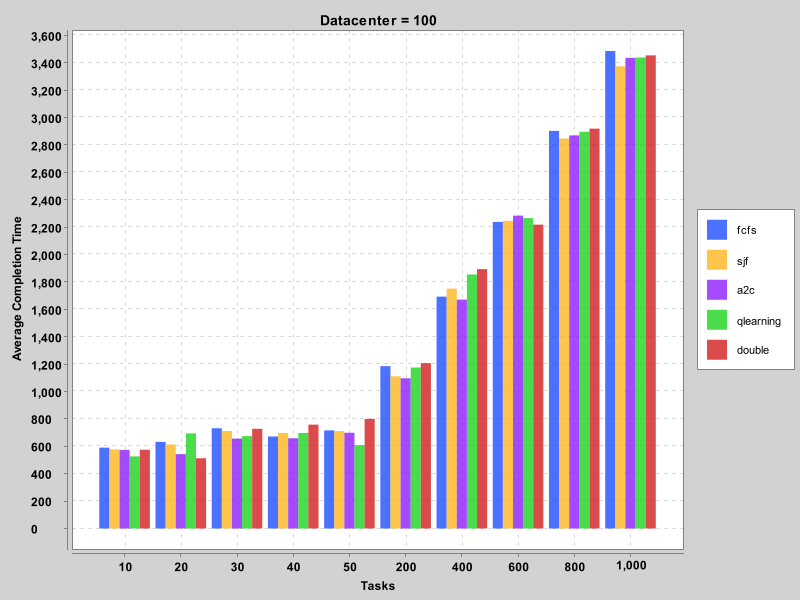 Datacenter = 100
3,600
3,400
3,200
3,000
2,800
2,600
2,400
2,200
2,000
1,800
1,600
1,400
1,200
1,000
800
600
400
200
0
Average Completion Time
10 20 30 40 50 200 400 600 800 1,000
Tasks
fcfs
sjf
a2c
qlearning
double